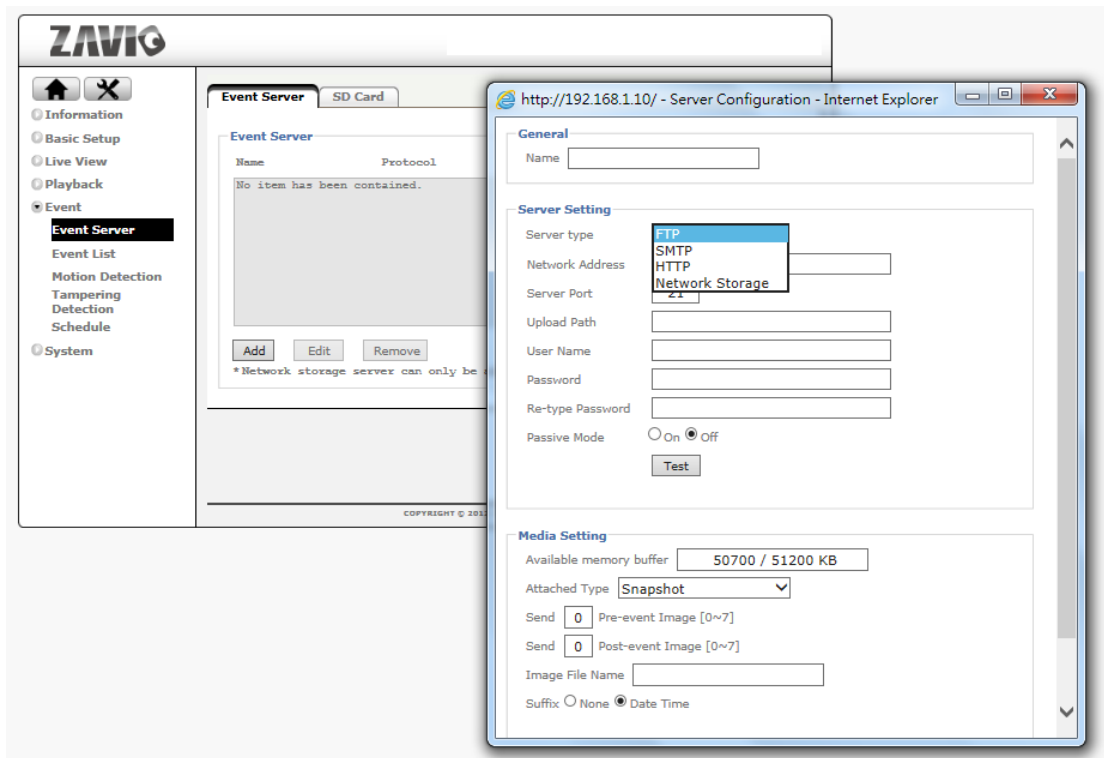 ZAVIO
Information
Basic Setup
Live View
Playback
Event
Event Server
Event List
Motion Detection
Tampering
Detection
Schedule
System
Event Server SD Card
Event Server
Name Protocol
No item has been contained.
Add Edit Remove
*Network storage server can only be
COPYRIGHT © 201
http://192.168.1.10/ - Server Configuration - Internet Explorer
General
Name
Server Setting
Server type FTP
SMTP
Network Address HTTP
Network Storage
Server Port 21
Upload Path
User Name
Password
Re-type Password
Passive Mode On Off
Test
Media Setting
Available memory buffer 50700 / 51200 KB
Attached Type Snapshot
Send 0 Pre-event Image [0~7]
Send 0 Post-event Image [0~7]
Image File Name
Suffix None Date Time